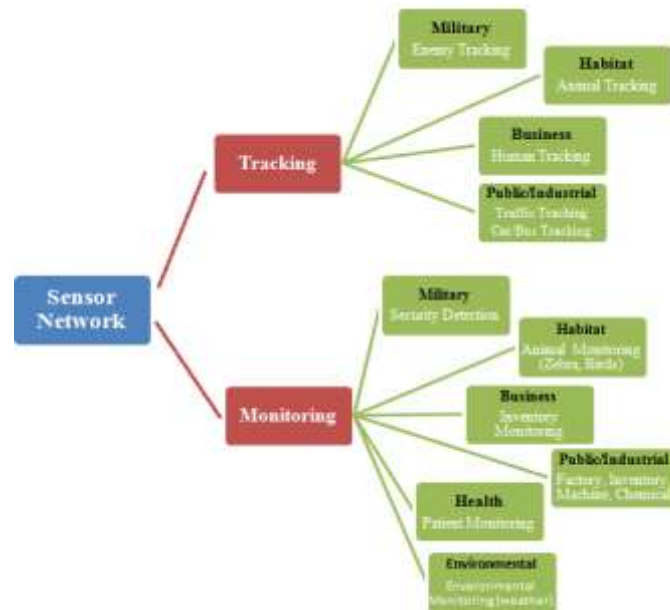 Military
Enemy Tracking
Habitat
Animal Tracking
Tracking
Business
Human Tracking
Public/Industrial
Traffic Tracking
Car/Bus Tracking
Sensor
Network
Military
Security Detection
Habitat
Animal Monitoring
(Zebra, Birds)
Monitoring
Business
Inventory
Monitoring
Public/Industrial
Factory, Inventory
Machine, Chemical
Health
Patient Monitoring
Environmental
Environmental
Monitoring(weather)